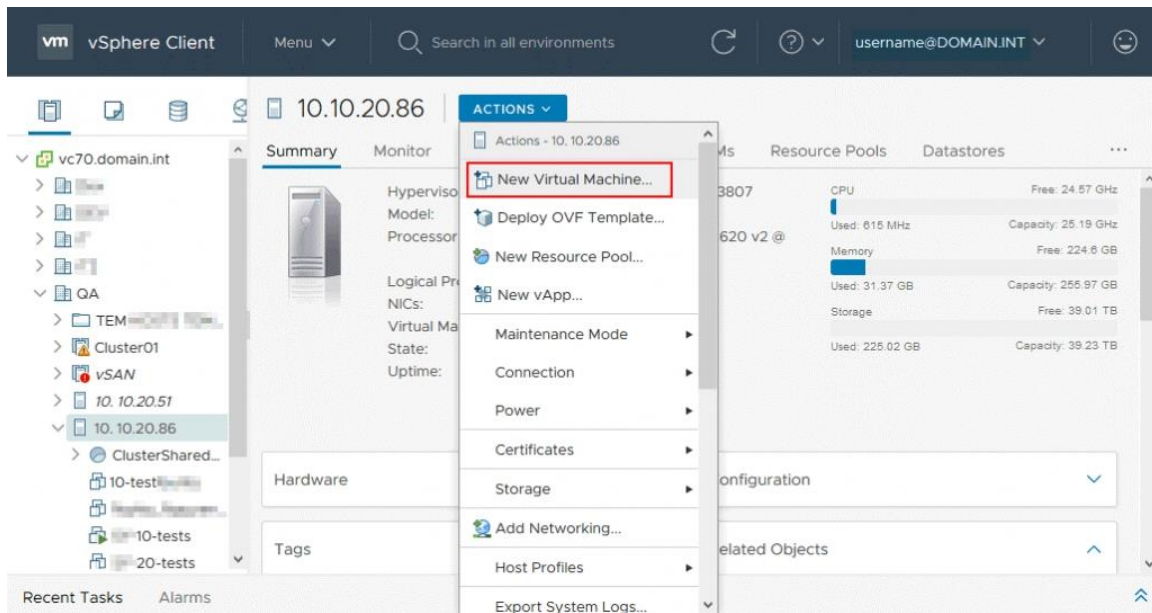 vm vSphere Client Menu Search in all environments username@DOMAIN.INT
10.10.20.86 ACTIONS
Summary Monitor Ms Resource Pools Datastores ...
vc70.domain.int
QA
TEM
Cluster01
vSAN
10.10.20.51
10.10.20.86
ClusterShared...
10-test
10-tests
20-tests
Actions - 10.10.20.86
New Virtual Machine...
Deploy OVF Template...
New Resource Pool...
New vApp...
Maintenance Mode
Connection
Power
Certificates
Storage
Add Networking...
Host Profiles
Export System Logs...
Hyperviso
Model:
Processor
Logical Pr
NICs:
Virtual Ma
State:
Uptime:
3807
620 v2 @
CPU Free: 24.57 GHz
Used: 615 MHz Capacity: 25.19 GHz
Memory Free: 224.6 GB
Used: 31.37 GB Capacity: 255.97 GB
Storage Free: 39.01 TB
Used: 225.02 GB Capacity: 39.23 TB
Hardware onfiguration
Tags elated Objects
Recent Tasks Alarms